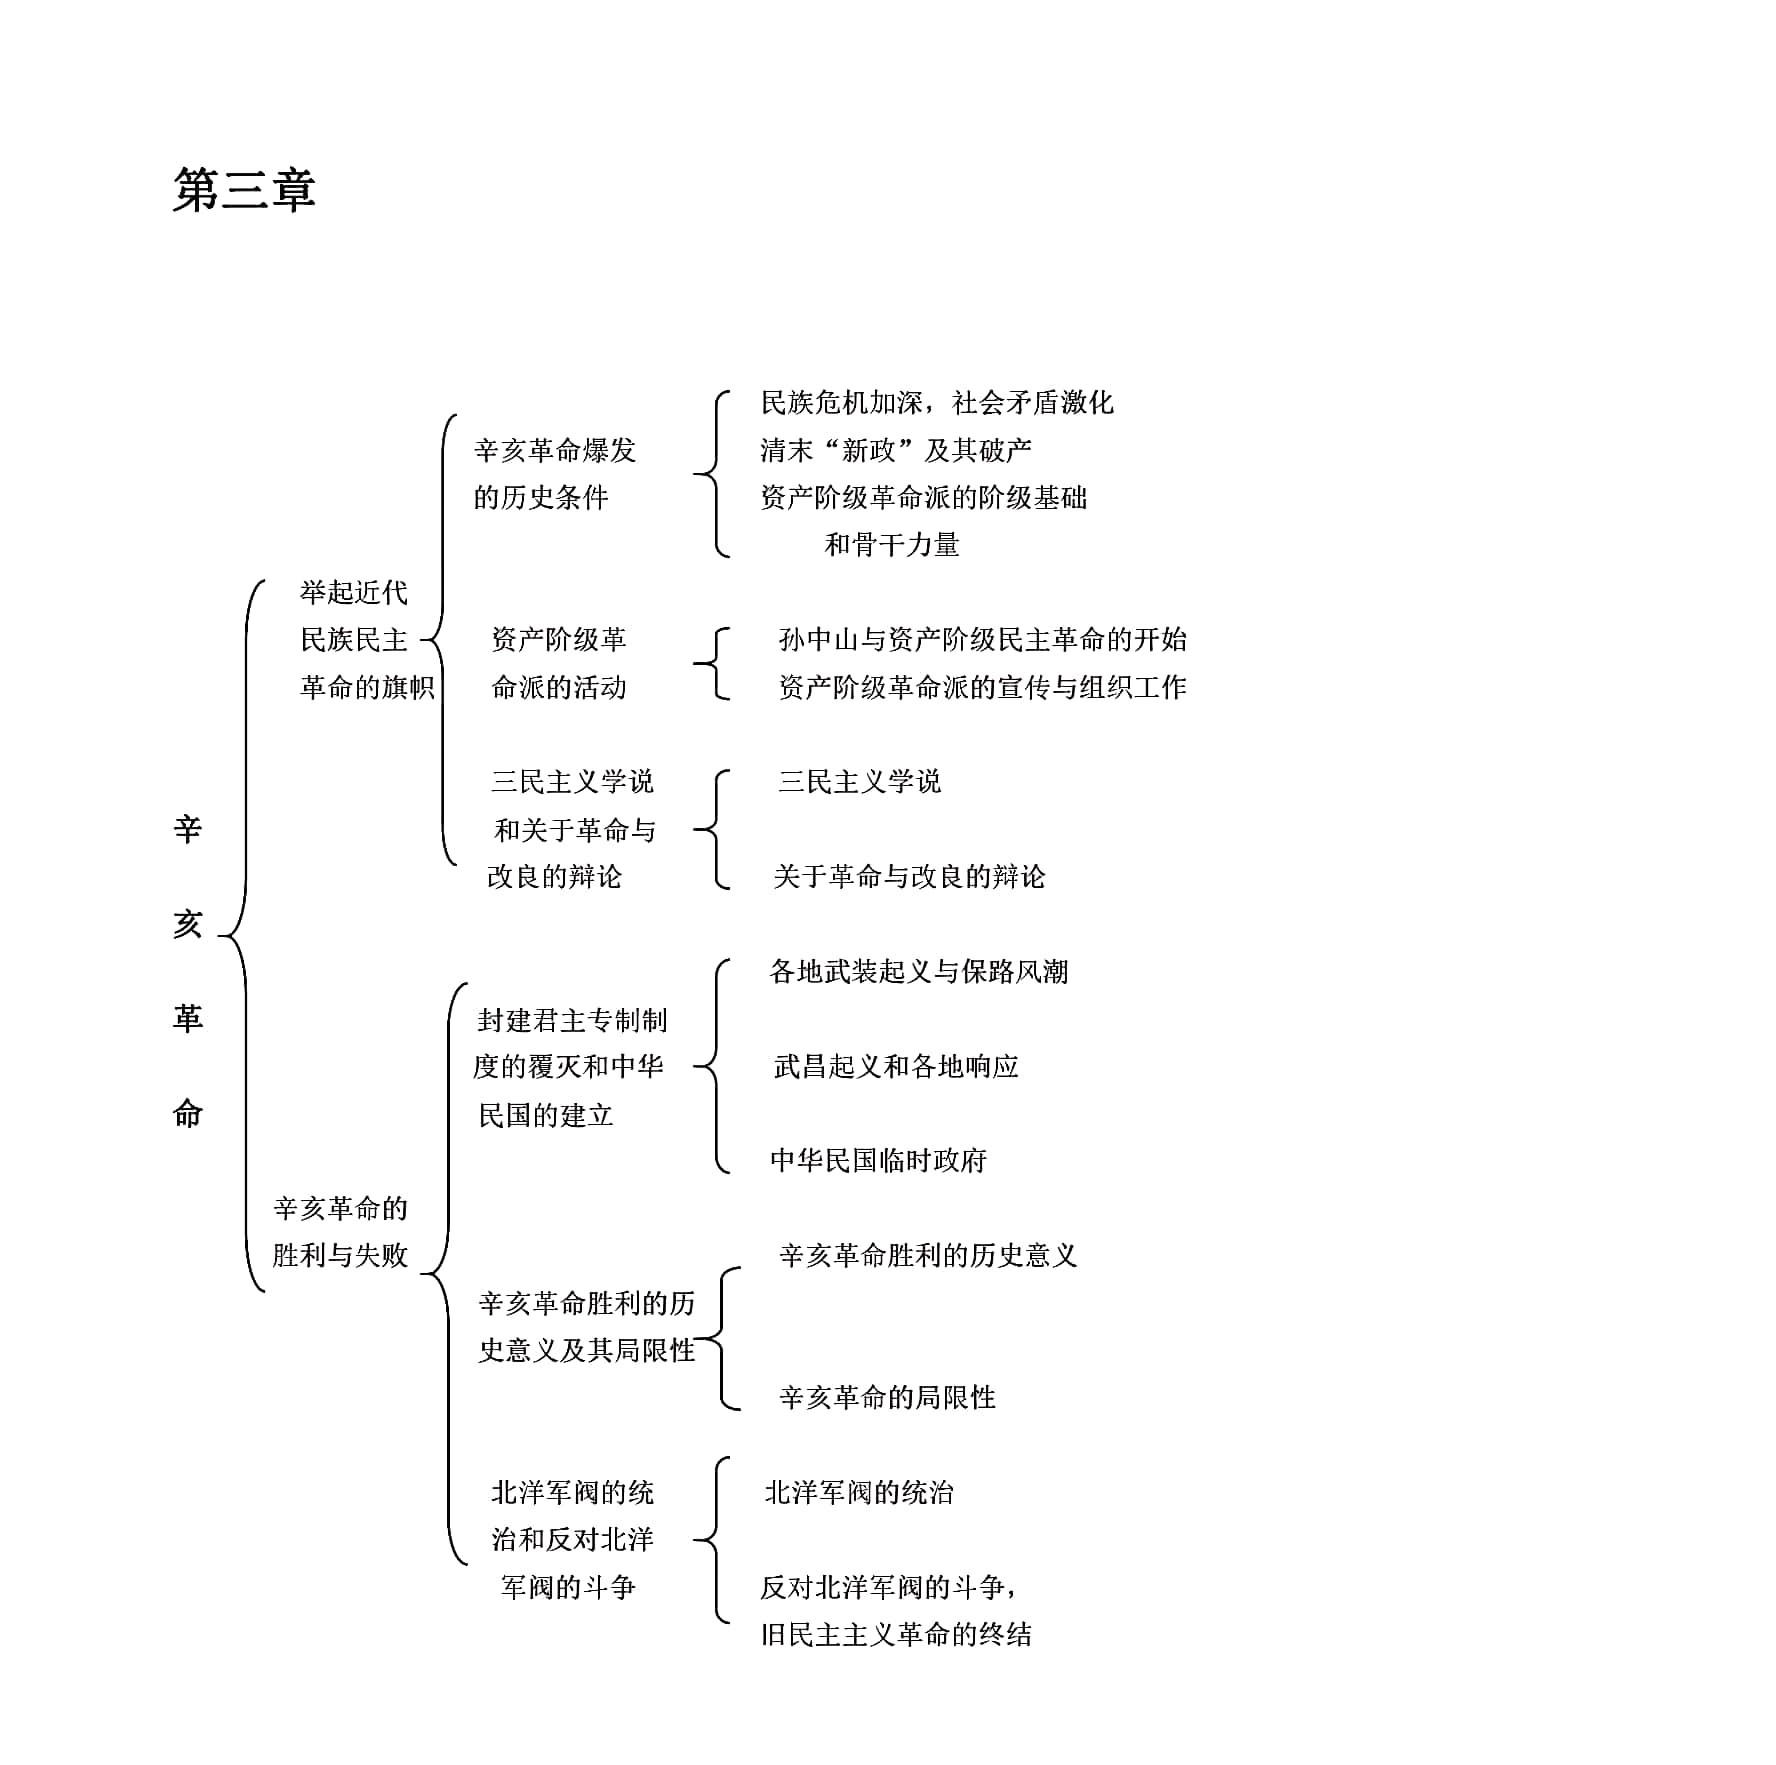 第三章
辛
亥
革
命
举起近代
民族民主
革命的旗帜
辛亥革命爆发
的历史条件
民族危机加深，社会矛盾激化
清末“新政”及其破产
资产阶级革命派的阶级基础
和骨干力量
资产阶级革
命派的活动
孙中山与资产阶级民主革命的开始
资产阶级革命派的宣传与组织工作
三民主义学说
和关于革命与
改良的辩论
三民主义学说
关于革命与改良的辩论
辛亥革命的
胜利与失败
封建君主专制制
度的覆灭和中华
民国的建立
各地武装起义与保路风潮
武昌起义和各地响应
中华民国临时政府
辛亥革命胜利的历
史意义及其局限性
辛亥革命胜利的历史意义
辛亥革命的局限性
北洋军阀的统
治和反对北洋
军阀的斗争
北洋军阀的统治
反对北洋军阀的斗争，
旧民主主义革命的终结